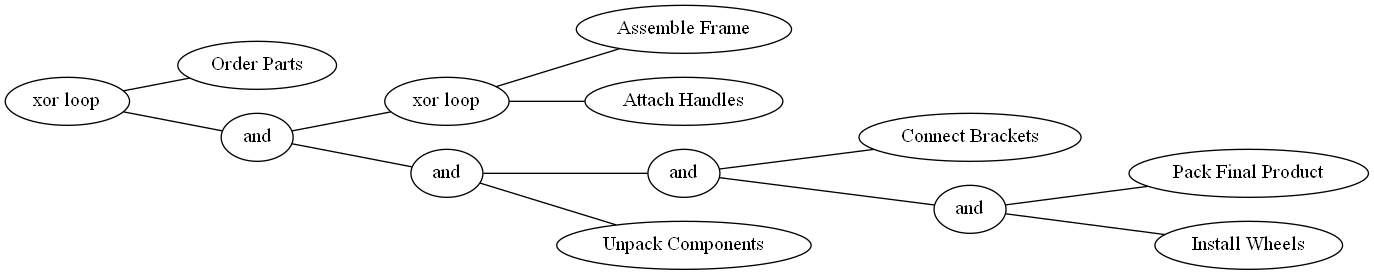 Assemble Frame
Order Parts
xor loop
xor loop
Attach Handles
and
Connect Brackets
and
and
Pack Final Product
and
Unpack Components
Install Wheels